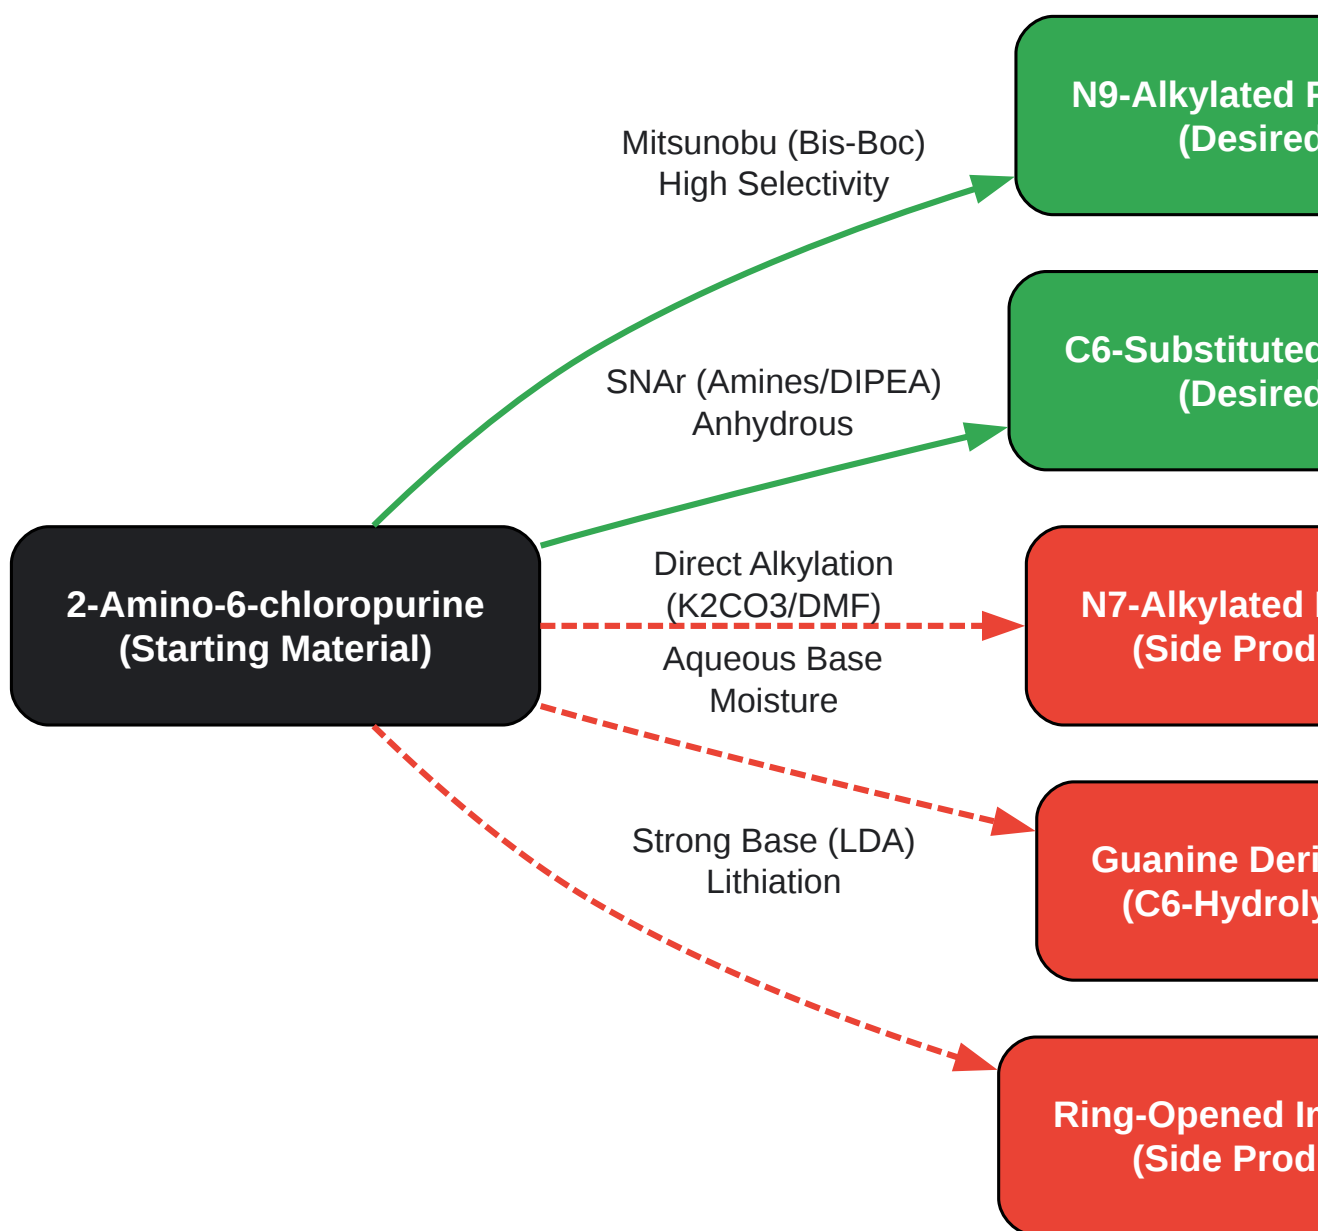 2-Amino-6-chloropurine
(Starting Material)
Mitsunobu (Bis-Boc)
High Selectivity
N9-Alkylated
(Desired
SNAr (Amines/DIPEA)
Anhydrous
C6-Substituted
(Desired
Direct Alkylation
(K2CO3/DMF)
N7-Alkylated
(Side Prod
Aqueous Base
Moisture
Guanine Deri
(C6-Hydroly
Strong Base (LDA)
Lithiation
Ring-Opened
(Side Prod